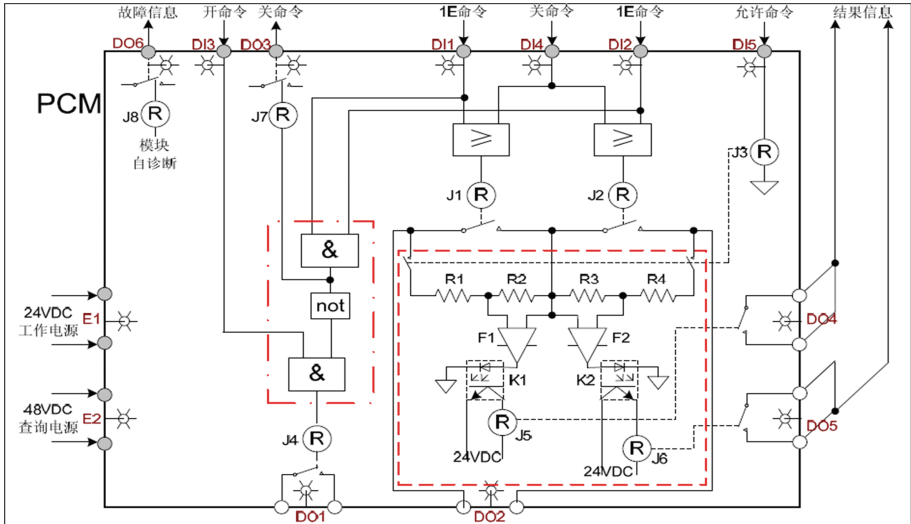 故障信息 开命令 关命令 1E命令 关命令 1E命令 允许命令 结果信息
DO6 DI3 DO3 DI1 DI4 DI2 DI5
PCM
J8 R J7 R
模块
自诊断
≥ ≥
J3 R
J1 R J2 R
&
R1 R2 R3 R4
not
24VDC
E1
工作电源
F1 F2
DO4
&
K1 K2
48VDC
E2
查询电源
R J5
DO5
J4 R
R J6
24VDC 24VDC
DO1 DO2